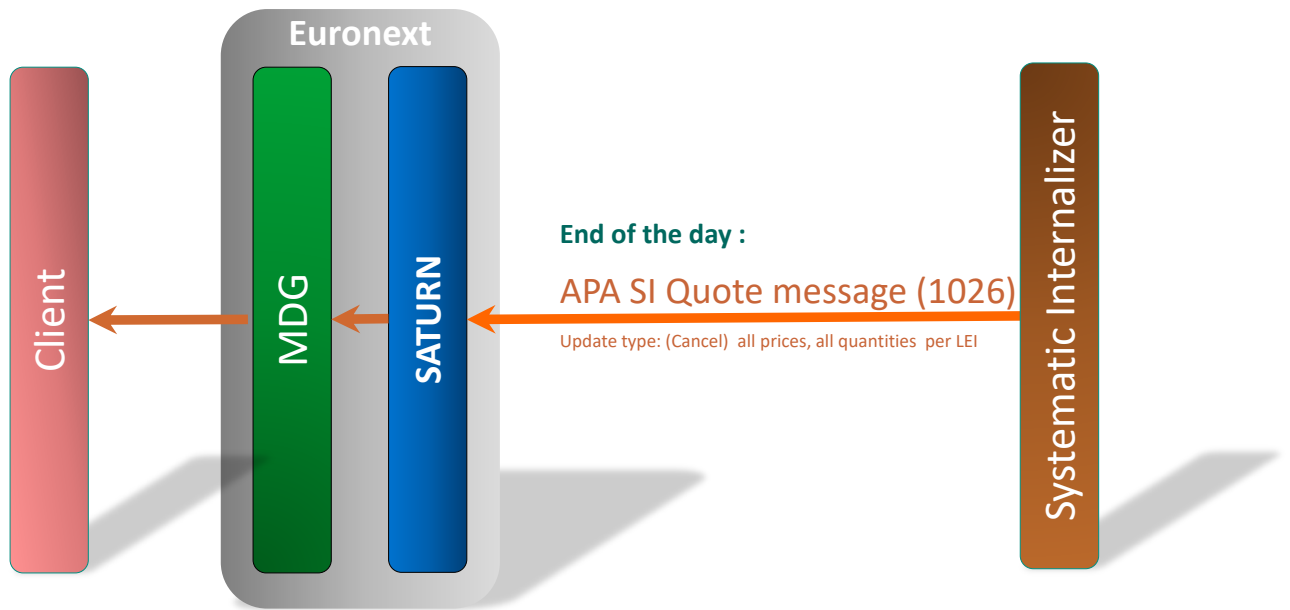 Euronext
Client
MDG
SATURN
End of the day :
APA SI Quote message (1026)
Update type: (Cancel) all prices, all quantities per LEI
Systematic Internalizer